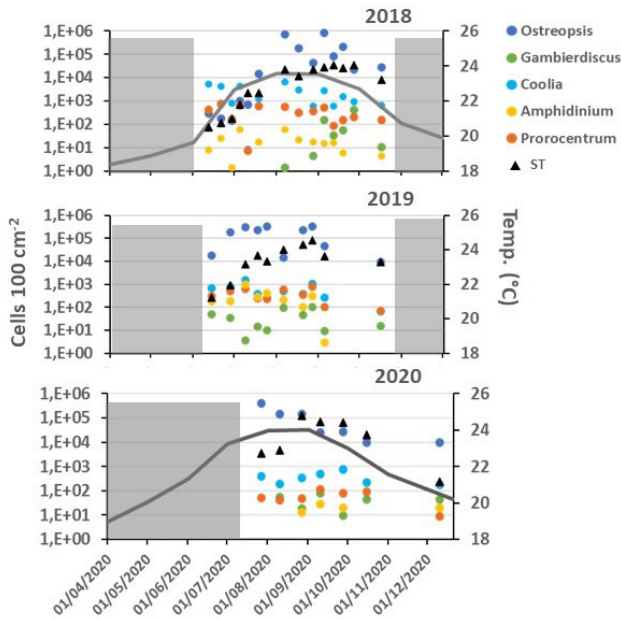 2018
1,E+06
1,E+05
1,E+04
1,E+03
1,E+02
1,E+01
1,E+00
26
24
22
20
18
Ostreopsis
Gambierdiscus
Coolia
Amphidinium
Prorocentrum
ST
2019
1,E+06
1,E+05
1,E+04
1,E+03
1,E+02
1,E+01
1,E+00
26
24
22
20
18
Cells 100 cm-2
Temp. (°C)
2020
1,E+06
1,E+05
1,E+04
1,E+03
1,E+02
1,E+01
1,E+00
26
24
22
20
18
01/04/2020
01/05/2020
01/06/2020
01/07/2020
01/08/2020
01/09/2020
01/10/2020
01/11/2020
01/12/2020